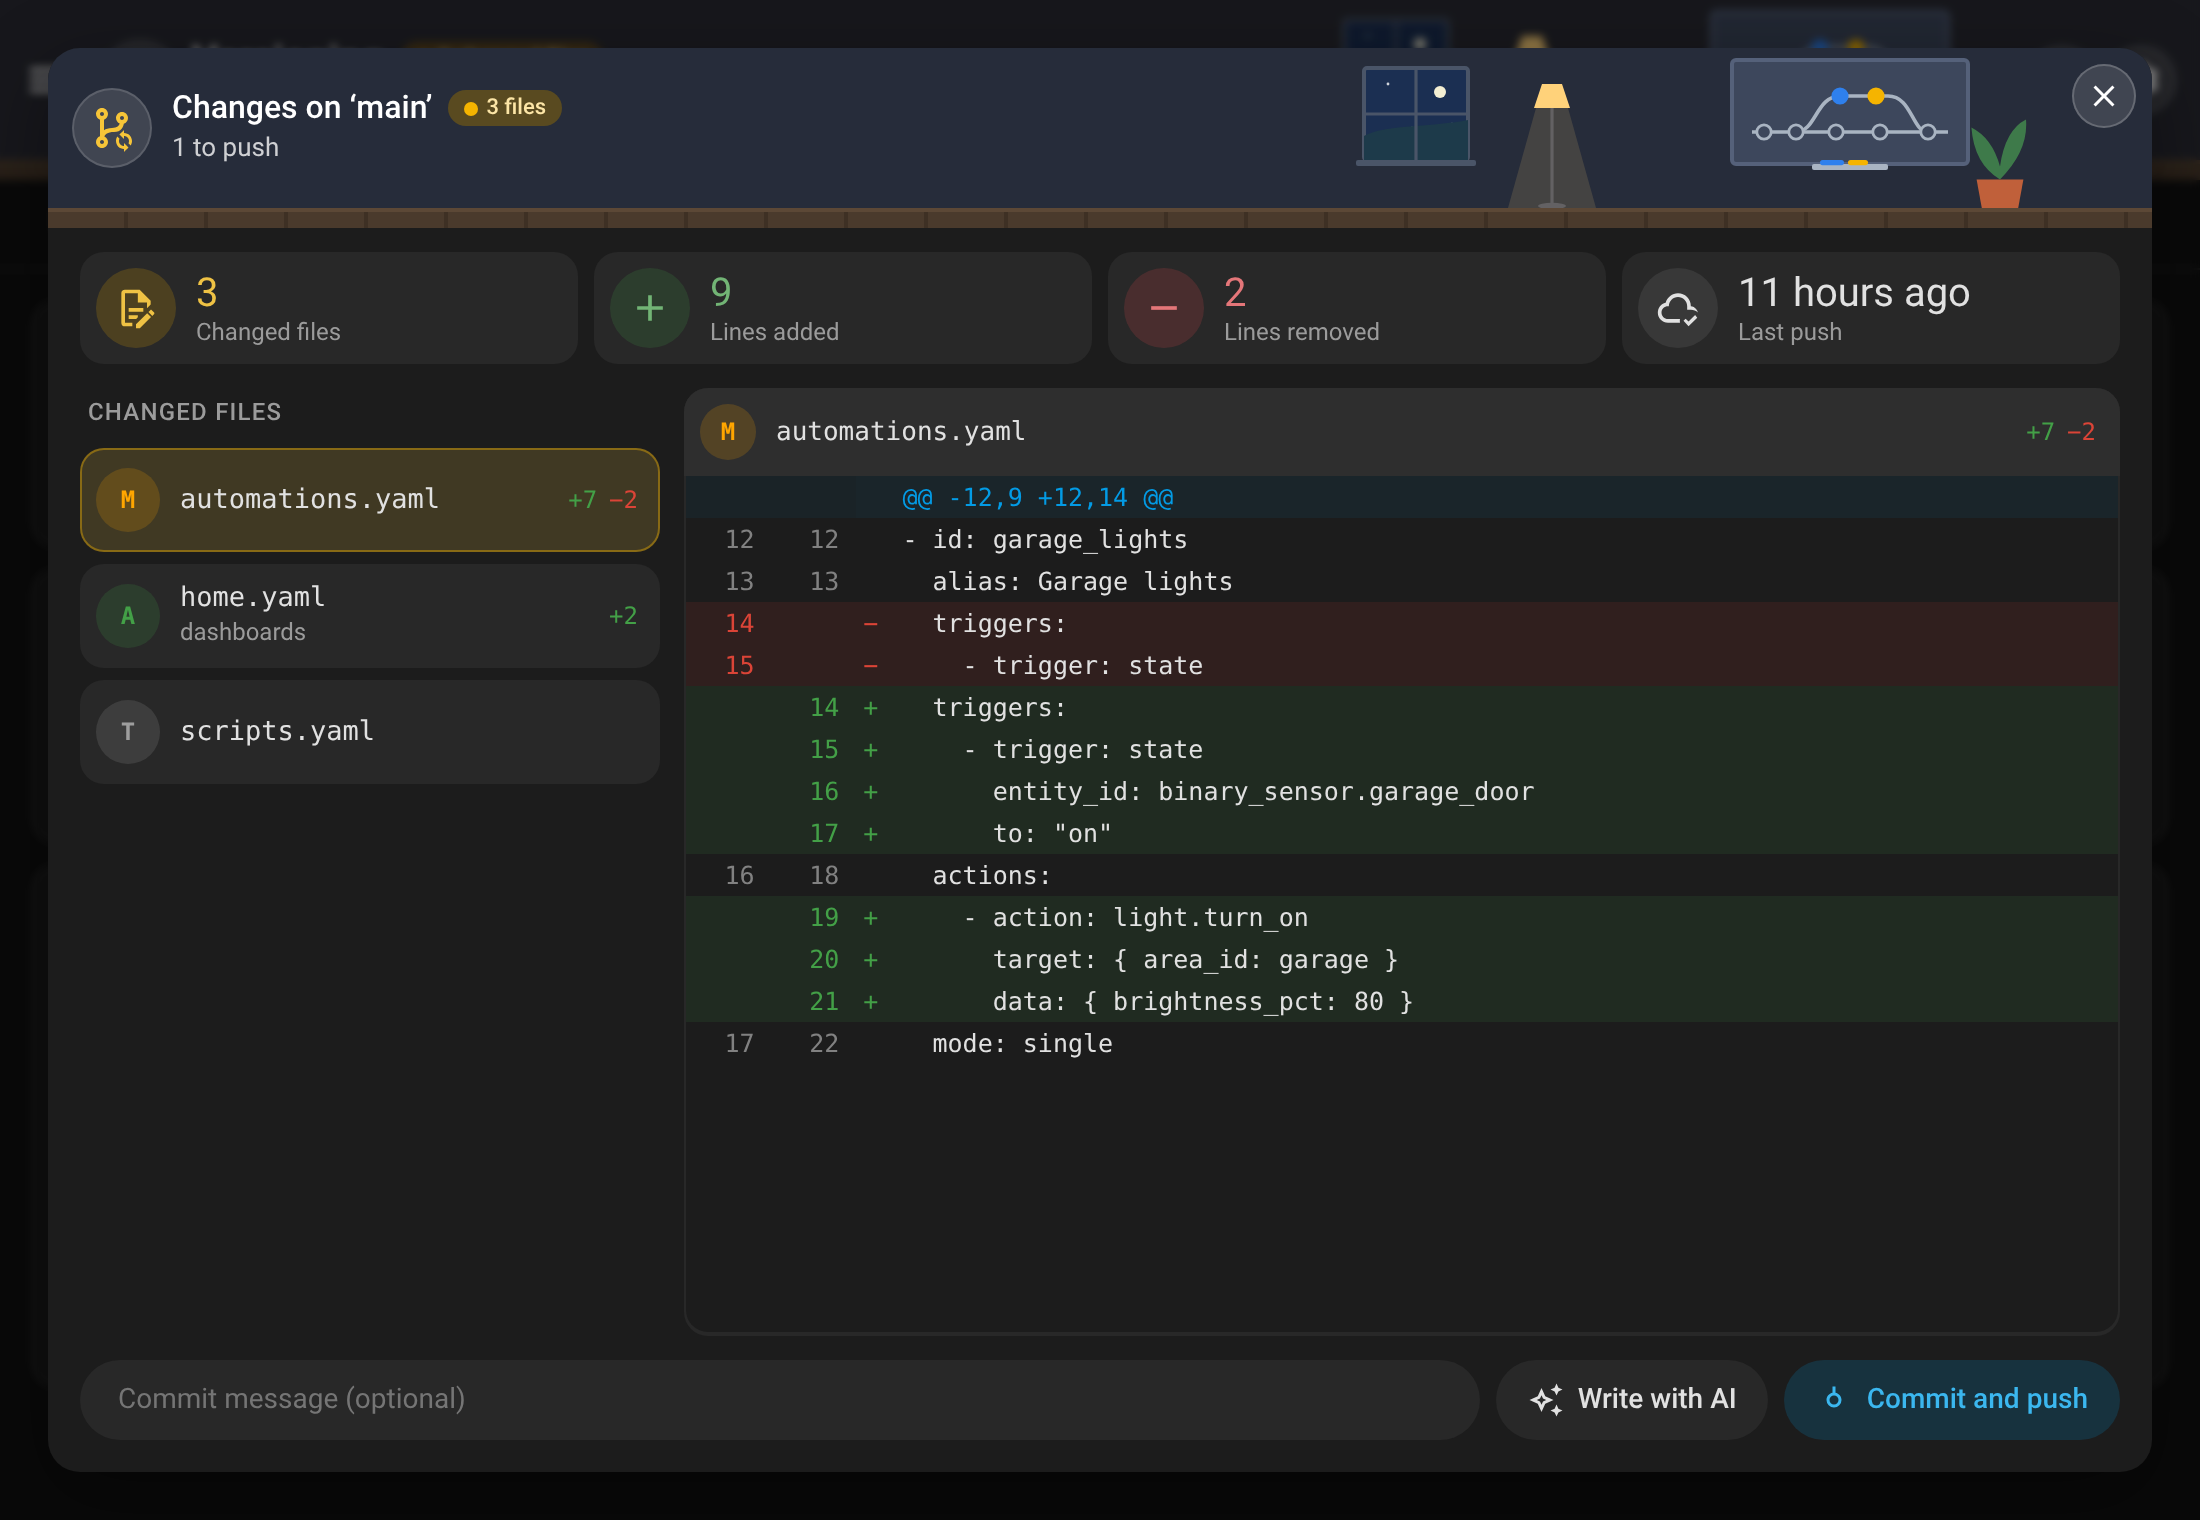 Changes on ‘main’
3 files
1 to push
3
Changed files
9
Lines added
2
Lines removed
11 hours ago
Last push
CHANGED FILES
M automations.yaml +7 −2
A home.yaml +2
dashboards
T scripts.yaml
M automations.yaml +7 −2
@@ -12,9 +12,14 @@
12 12 - id: garage_lights
13 13 alias: Garage lights
14 − triggers:
15 − - trigger: state
14 + triggers:
15 + - trigger: state
16 + entity_id: binary_sensor.garage_door
17 + to: "on"
16 18 actions:
19 + - action: light.turn_on
20 + target: { area_id: garage }
21 + data: { brightness_pct: 80 }
17 22 mode: single
Commit message (optional)
Write with AI
Commit and push